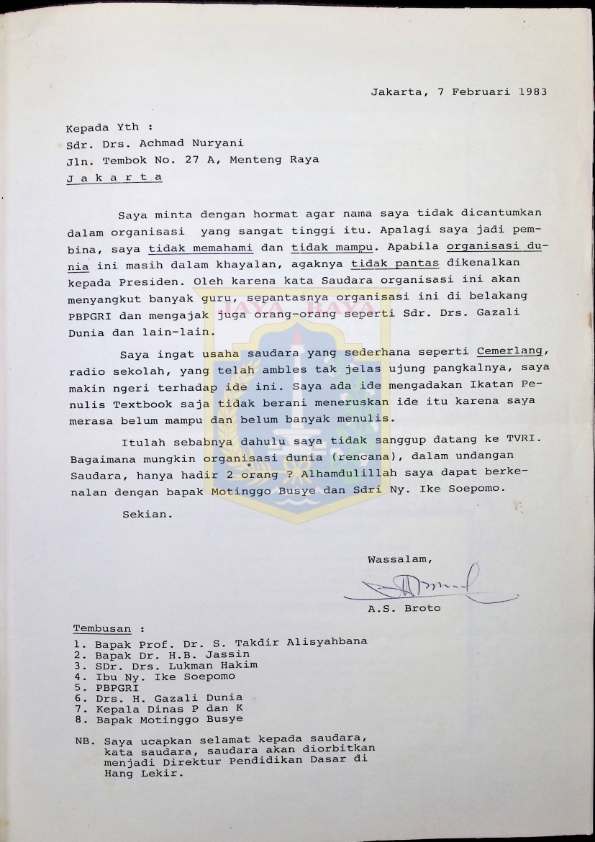 Jakarta, 7 Februari 1983
Kepada Yth :
Sdr. Drs. Achmad Nuryani
Jln. Tembok No. 27 A, Menteng Raya
J a k a r t a
Saya minta dengan hormat agar nama saya tidak dicantumkan
dalam organisasi yang sangat tinggi itu. Apalagi saya jadi pem-
bina, saya tidak memahami dan tidak mampu. Apabila organisasi du-
nia ini masih dalam khayalan, agaknya tidak pantas dikenalkan
kepada Presiden. Oleh karena kata Saudara organisasi ini akan
menyangkut banyak guru, sepantasnya organisasi ini di belakang
PBPGRI dan mengajak juga orang-orang seperti Sdr. Drs. Gazali
Dunia dan lain-lain.
Saya ingat usaha saudara yang sederhana seperti Cemerlang,
radio sekolah, yang telah ambles tak jelas ujung pangkalnya, saya
makin ngeri terhadap ide ini. Saya ada ide mengadakan Ikatan Pe-
nulis Textbook saja tidak berani meneruskan ide itu karena saya
merasa belum mampu dan belum banyak menulis.
Itulah sebabnya dahulu saya tidak sanggup datang ke TVRI.
Bagaimana mungkin organisasi dunia (rencana), dalam undangan
Saudara, hanya hadir 2 orang ? Alhamdulillah saya dapat berke-
nalan dengan bapak Motinggo Busye dan Sdri Ny. Ike Soepomo.
Sekian.
Wassalam,
A.S. Broto
Tembusan :
1. Bapak Prof. Dr. S. Takdir Alisyahbana
2. Bapak Dr. H.B. Jassin
3. SDr. Drs. Lukman Hakim
4. Ibu Ny. Ike Soepomo
5. PBPGRI
6. Drs. H. Gazali Dunia
7. Kepala Dinas P dan K
8. Bapak Motinggo Busye
NB. Saya ucapkan selamat kepada saudara,
kata saudara, saudara akan diorbitkan
menjadi Direktur Pendidikan Dasar di
Hang Lekir.
JAYA RAYA